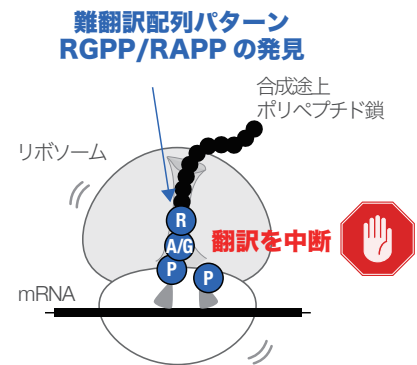 難翻訳配列パターン
RGPP/RAPP の発見
合成途上
ポリペプチド鎖
リボソーム
R
A/G
翻訳を中断
P
P
mRNA